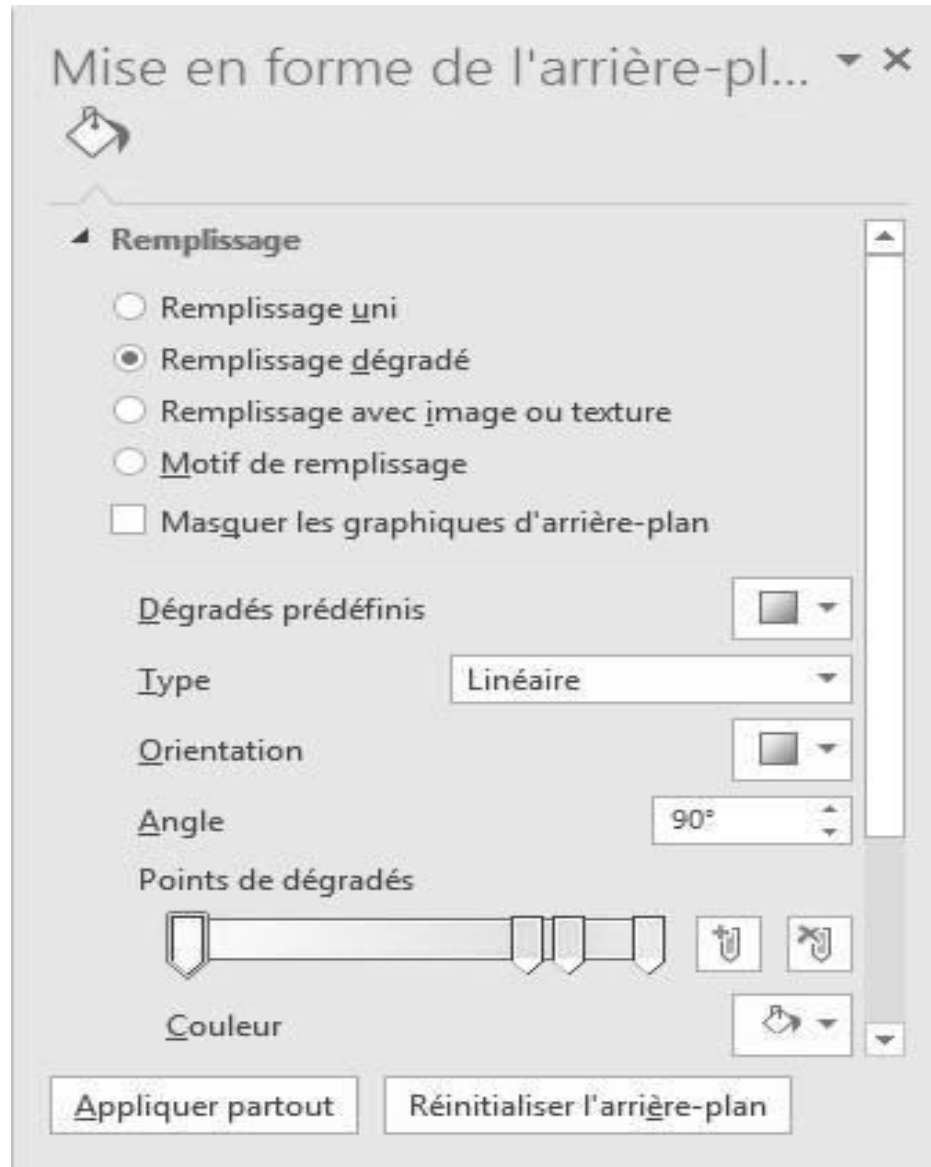 Mise en forme de l'arrière-pl...
Remplissage
Remplissage uni
Remplissage dégradé
Remplissage avec image ou texture
Motif de remplissage
Masquer les graphiques d'arrière-plan
Dégradés prédéfinis
Type Linéaire
Orientation
Angle 90°
Points de dégradés
Couleur
Appliquer partout Réinitialiser l'arrière-plan